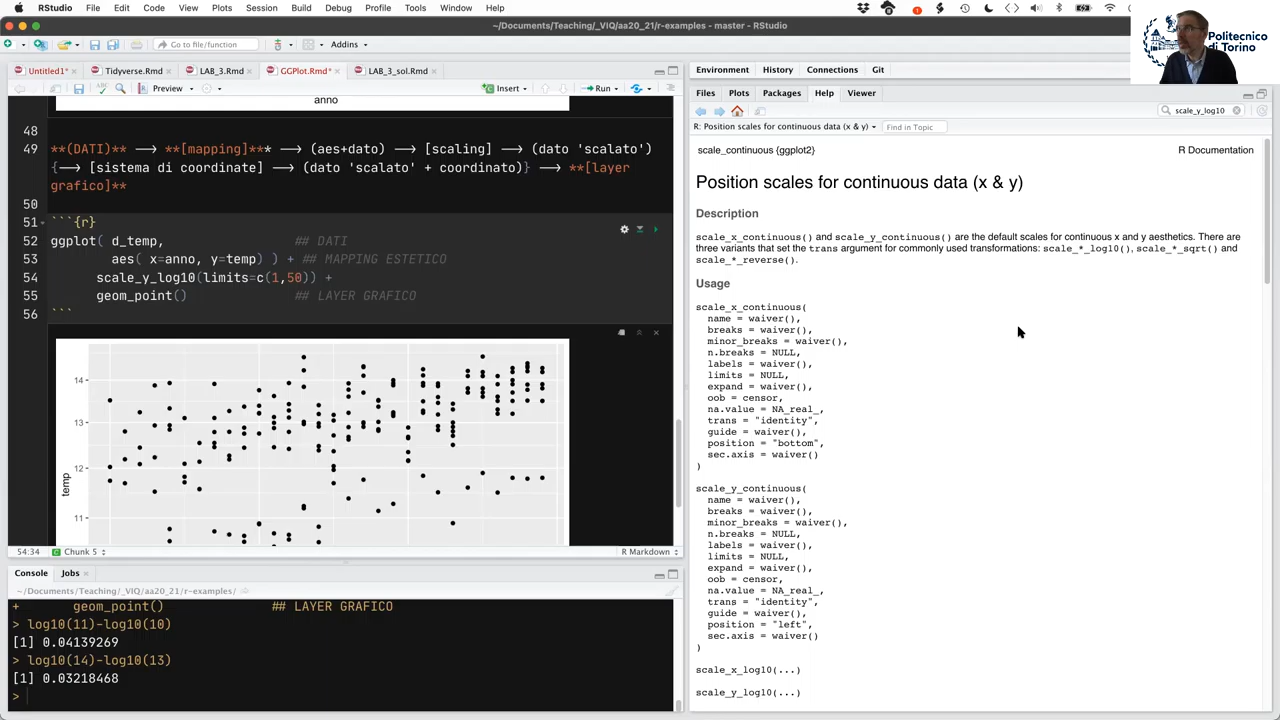 RStudio File Edit Code View Plots Session Build Debug Profile Tools Window Help
~/Documents/Teaching/_VIQ/aa20_21/r-examples - master - RStudio
Politecnico
di Torino
Go to file/function
Addins
Untitled1*
Tidyverse.Rmd
LAB_3.Rmd
GGPlot.Rmd*
LAB_3_sol.Rmd
Preview
Insert
Run
anno
48
49 **(DATI)** —> **[mapping]** —> (aes+dato) —> [scaling] —> (dato 'scalato')
{—> [sistema di coordinate] —> (dato 'scalato' + coordinato)} —> **[layer
grafico]**
50
51 ```{r}
52 ggplot( d_temp, ## DATI
53 aes( x=anno, y=temp) ) + ## MAPPING ESTETICO
54 scale_y_log10(limits=c(1,50)) +
55 geom_point() ## LAYER GRAFICO
56 ```
14
13
12
11
temp
54:34 Chunk 5 R Markdown
Console Jobs
~/Documents/Teaching/_VIQ/aa20_21/r-examples/
+ geom_point() ## LAYER GRAFICO
> log10(11)-log10(10)
[1] 0.04139269
> log10(14)-log10(13)
[1] 0.03218468
>
Environment History Connections Git
Files Plots Packages Help Viewer
scale_y_log10
R: Position scales for continuous data (x & y)
Find in Topic
scale_continuous {ggplot2} R Documentation
Position scales for continuous data (x & y)
Description
scale_x_continuous() and scale_y_continuous() are the default scales for continuous x and y aesthetics. There are
three variants that set the trans argument for commonly used transformations: scale_*_log10(), scale_*_sqrt() and
scale_*_reverse().
Usage
scale_x_continuous(
name = waiver(),
breaks = waiver(),
minor_breaks = waiver(),
n.breaks = NULL,
labels = waiver(),
limits = NULL,
expand = waiver(),
oob = censor,
na.value = NA_real_,
trans = "identity",
guide = waiver(),
position = "bottom",
sec.axis = waiver()
)
scale_y_continuous(
name = waiver(),
breaks = waiver(),
minor_breaks = waiver(),
n.breaks = NULL,
labels = waiver(),
limits = NULL,
expand = waiver(),
oob = censor,
na.value = NA_real_,
trans = "identity",
guide = waiver(),
position = "left",
sec.axis = waiver()
)
scale_x_log10(...)
scale_y_log10(...)